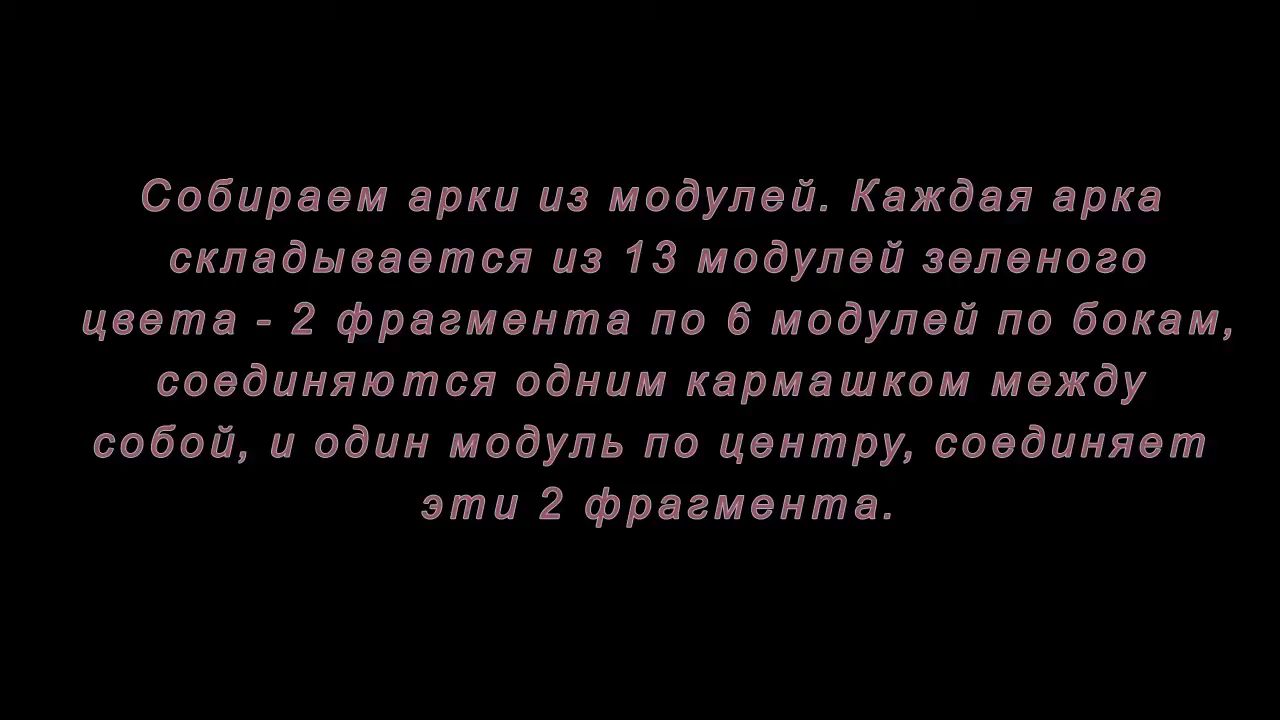 Собираем арки из модулей. Каждая арка
складывается из 13 модулей зеленого
цвета - 2 фрагмента по 6 модулей по бокам,
соединяются одним кармашком между
собой, и один модуль по центру, соединяет
эти 2 фрагмента.